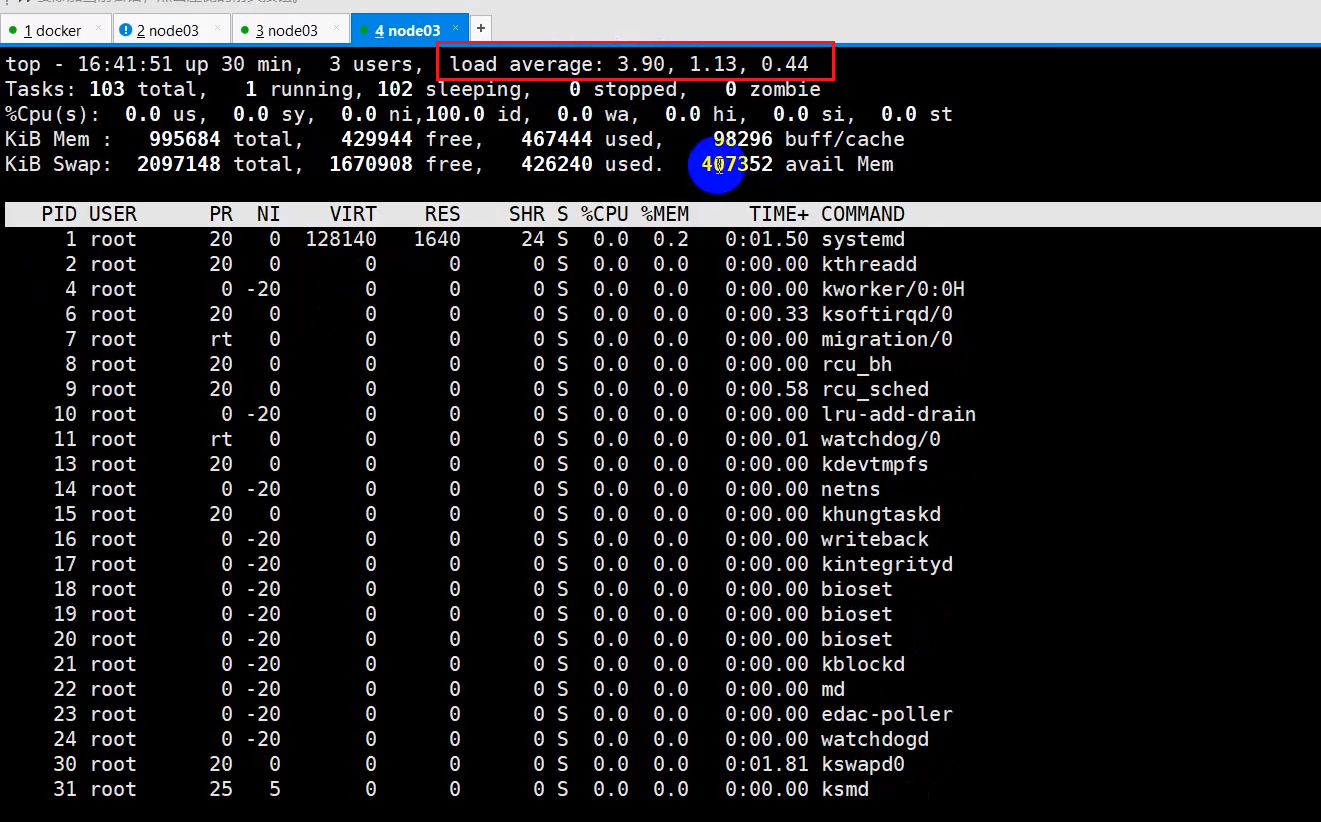 1 docker × 2 node03 × 3 node03 × 4 node03 × +
top - 16:41:51 up 30 min,  3 users,  load average: 3.90, 1.13, 0.44
Tasks: 103 total,   1 running, 102 sleeping,   0 stopped,   0 zombie
%Cpu(s):  0.0 us,  0.0 sy,  0.0 ni,100.0 id,  0.0 wa,  0.0 hi,  0.0 si,  0.0 st
KiB Mem :   995684 total,   429944 free,   467444 used,    98296 buff/cache
KiB Swap:  2097148 total,  1670908 free,   426240 used.   407352 avail Mem
PID USER      PR  NI    VIRT    RES    SHR S %CPU %MEM     TIME+ COMMAND
1 root      20   0  128140   1640     24 S  0.0  0.2   0:01.50 systemd
2 root      20   0       0      0      0 S  0.0  0.0   0:00.00 kthreadd
4 root       0 -20       0      0      0 S  0.0  0.0   0:00.00 kworker/0:0H
6 root      20   0       0      0      0 S  0.0  0.0   0:00.33 ksoftirqd/0
7 root      rt   0       0      0      0 S  0.0  0.0   0:00.00 migration/0
8 root      20   0       0      0      0 S  0.0  0.0   0:00.00 rcu_bh
9 root      20   0       0      0      0 S  0.0  0.0   0:00.58 rcu_sched
10 root       0 -20       0      0      0 S  0.0  0.0   0:00.00 lru-add-drain
11 root      rt   0       0      0      0 S  0.0  0.0   0:00.01 watchdog/0
13 root      20   0       0      0      0 S  0.0  0.0   0:00.00 kdevtmpfs
14 root       0 -20       0      0      0 S  0.0  0.0   0:00.00 netns
15 root      20   0       0      0      0 S  0.0  0.0   0:00.00 khungtaskd
16 root       0 -20       0      0      0 S  0.0  0.0   0:00.00 writeback
17 root       0 -20       0      0      0 S  0.0  0.0   0:00.00 kintegrityd
18 root       0 -20       0      0      0 S  0.0  0.0   0:00.00 bioset
19 root       0 -20       0      0      0 S  0.0  0.0   0:00.00 bioset
20 root       0 -20       0      0      0 S  0.0  0.0   0:00.00 bioset
21 root       0 -20       0      0      0 S  0.0  0.0   0:00.00 kblockd
22 root       0 -20       0      0      0 S  0.0  0.0   0:00.00 md
23 root       0 -20       0      0      0 S  0.0  0.0   0:00.00 edac-poller
24 root       0 -20       0      0      0 S  0.0  0.0   0:00.00 watchdogd
30 root      20   0       0      0      0 S  0.0  0.0   0:01.81 kswapd0
31 root      25   5       0      0      0 S  0.0  0.0   0:00.00 ksmd